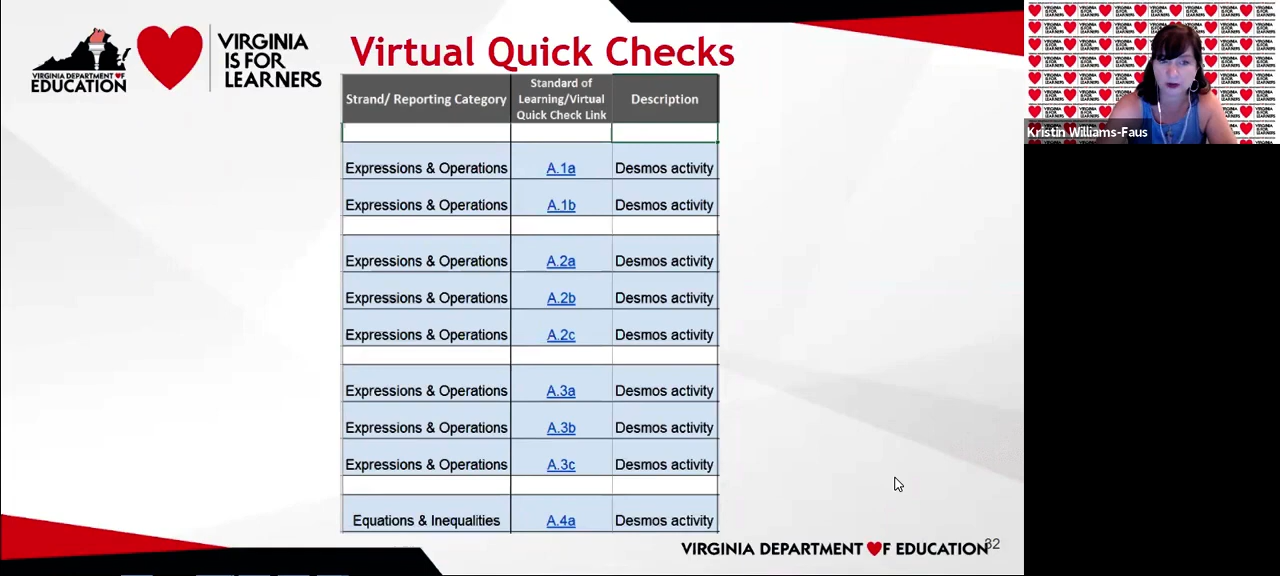 VIRGINIA DEPARTMENT OF
EDUCATION
VIRGINIA
IS FOR
LEARNERS
Virtual Quick Checks
Strand/ Reporting Category Standard of Learning/Virtual Quick Check Link Description
Expressions & Operations A.1a Desmos activity
Expressions & Operations A.1b Desmos activity
Expressions & Operations A.2a Desmos activity
Expressions & Operations A.2b Desmos activity
Expressions & Operations A.2c Desmos activity
Expressions & Operations A.3a Desmos activity
Expressions & Operations A.3b Desmos activity
Expressions & Operations A.3c Desmos activity
Equations & Inequalities A.4a Desmos activity
VIRGINIA DEPARTMENT OF EDUCATION 32
Kristin Williams-Faus